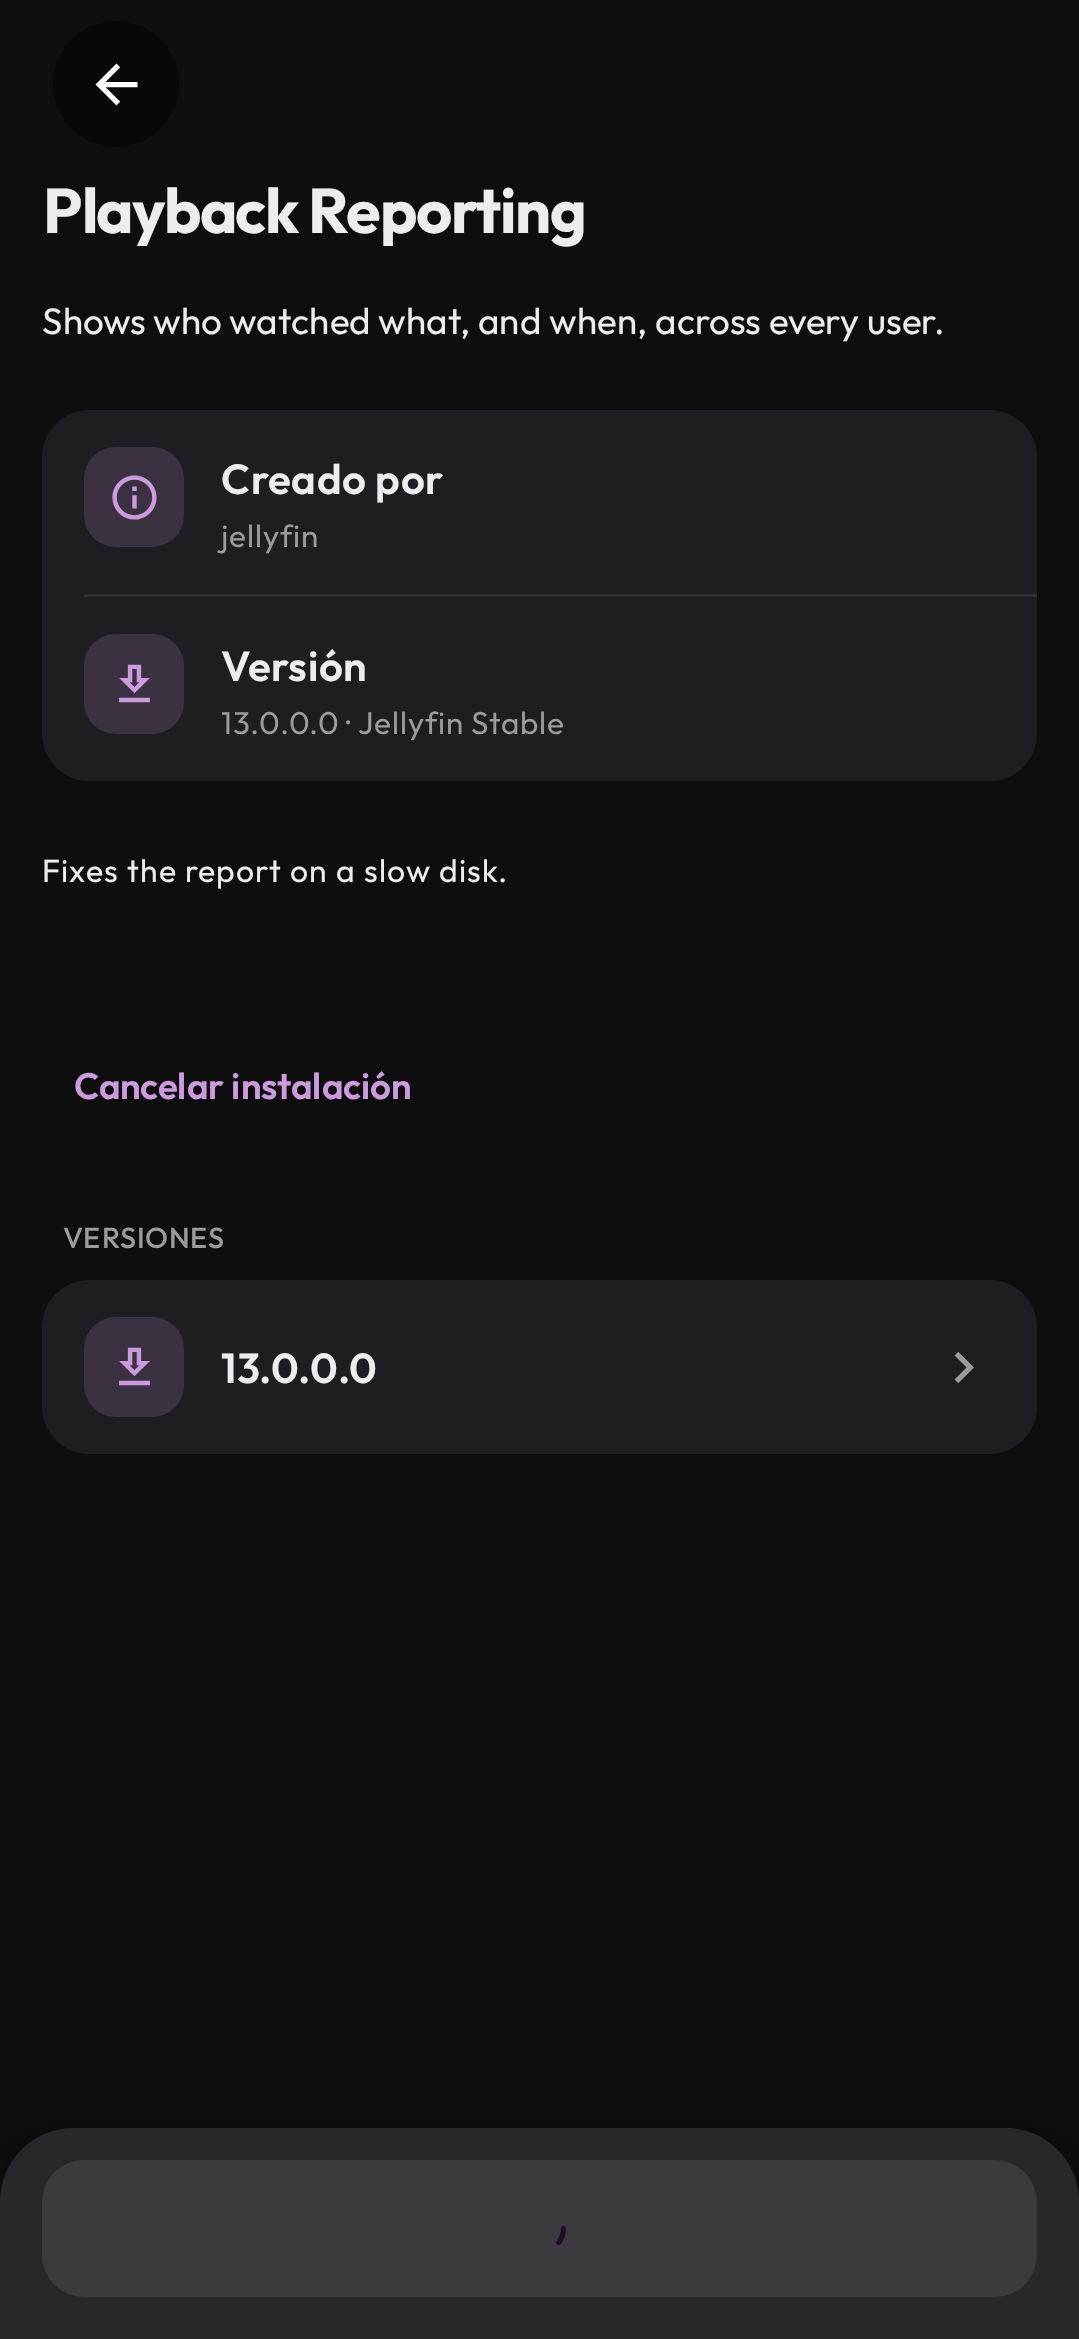 Playback Reporting
Shows who watched what, and when, across every user.
Creado por
jellyfin
Versión
13.0.0.0 · Jellyfin Stable
Fixes the report on a slow disk.
Cancelar instalación
VERSIONES
13.0.0.0